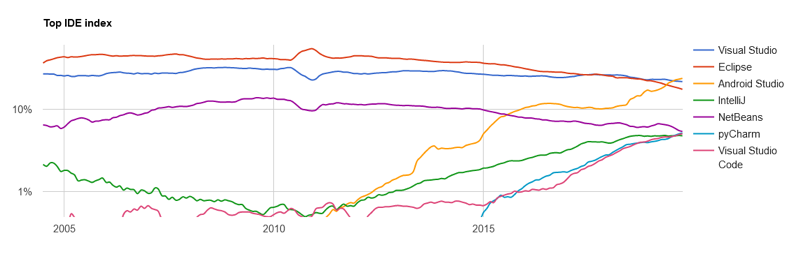 Top IDE index
10%
1%
2005
2010
2015
Visual Studio
Eclipse
Android Studio
IntelliJ
NetBeans
pyCharm
Visual Studio
Code